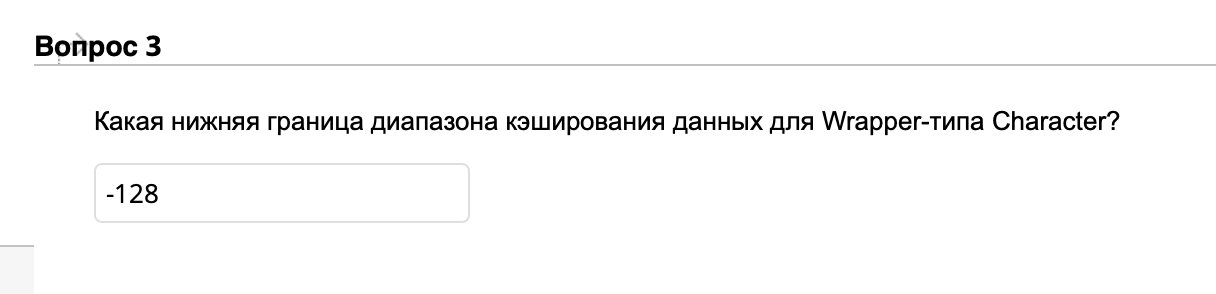 Вопрос 3
Какая нижняя граница диапазона кэширования данных для Wrapper-типа Character?
-128